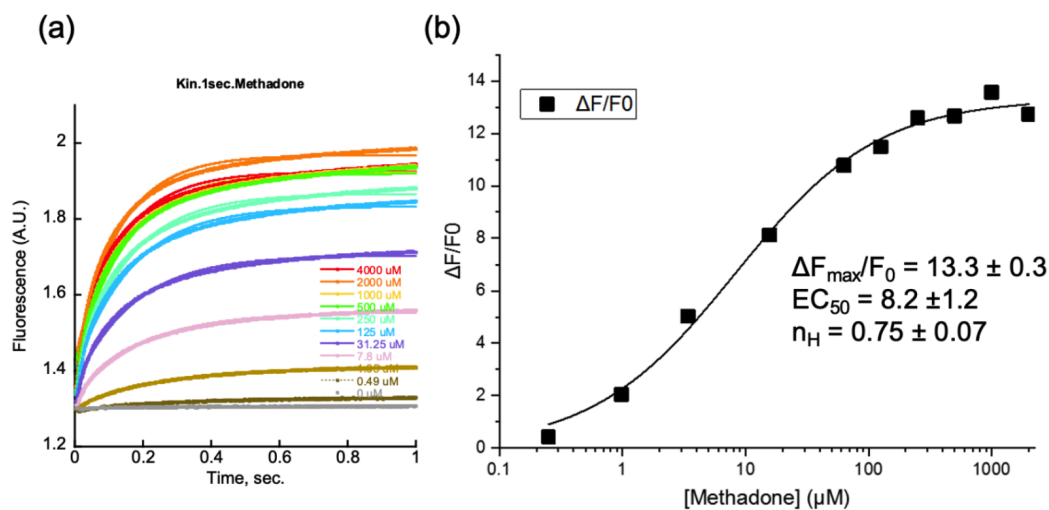 (a)
Kin.1sec.Methadone
Fluorescence (A.U.)
2
1.8
1.6
1.4
1.2
0
0.2
0.4
0.6
0.8
1
Time, sec.
4000 uM
2000 uM
1000 uM
500 uM
250 uM
125 uM
31.25 uM
7.8 uM
0.49 uM
0 uM
(b)
ΔF/F0
14
12
10
8
6
4
2
0
0.1
1
10
100
1000
[Methadone] (µM)
ΔF/F0
ΔFmax/F0 = 13.3 ± 0.3
EC50 = 8.2 ±1.2
nH = 0.75 ± 0.07